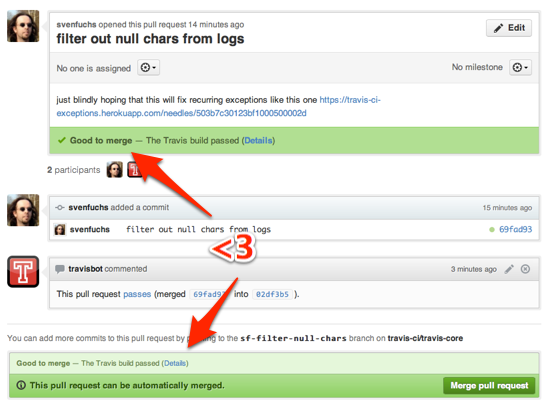 svenfuchs opened this pull request 14 minutes ago
Edit
filter out null chars from logs
No one is assigned
No milestone
just blindly hoping that this will fix recurring exceptions like this one https://travis-ci-
exceptions.herokuapp.com/needles/503b7c30123bf1000500002d
Good to merge — The Travis build passed (Details)
2 participants
svenfuchs added a commit
15 minutes ago
svenfuchs filter out null chars from logs
69fad93
<3
travisbot commented
3 minutes ago
This pull request passes (merged 69fad93 into 02df3b5 ).
You can add more commits to this pull request by to the sf-filter-null-chars branch on travis-ci/travis-core
Good to merge — The Travis build passed (Details)
This pull request can be automatically merged.
Merge pull request